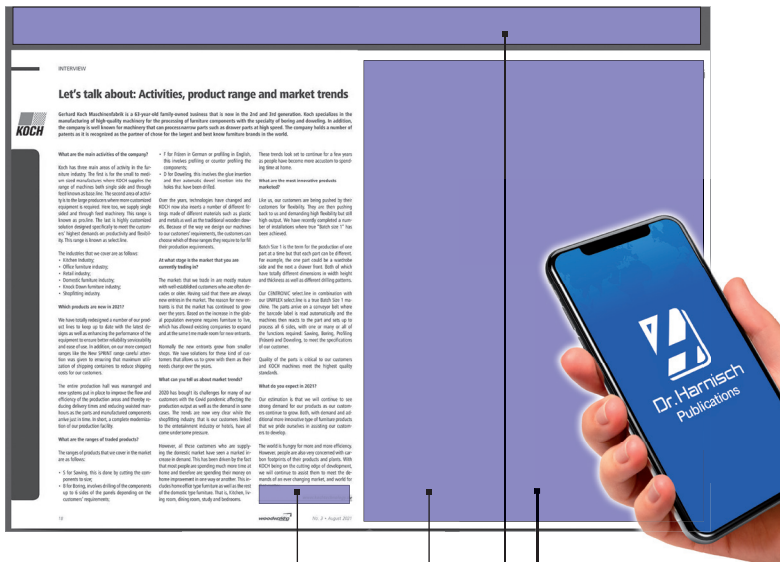 INTERVIEW
Let's talk about: Activities, product range and market trends
KOCH
Gerhard Koch Maschinenfabrik is a 63-year-old family-owned business that is now in the 2nd and 3rd generation. Koch specializes in the
manufacturing of high-quality machinery for the processing of furniture components with the specialty of boring and doweling. In addition,
the company is well known for machinery that can processnarrow parts such as drawer parts at high speed. The company holds a number of
patents as it is recognized as the partner of chose for the largest and best know furniture brands in the world.
What are the main activities of the company?
Koch has three main areas of activity in the fur-
niture industry. The first is for the small to medi-
um sized manufactures where KOCH supplies the
range of machines both single side and through
feed known as base.line. The second area of activi-
ty is to the large producers where more customized
equipment is required. Here too, we supply single
sided and through feed machinery. This range is
known as pro.line. The last is highly customized
solution designed specifically to meet the custom-
ers' highest demands on productivity and flexibil-
ity. This range is known as select.line.
The industries that we cover are as follows:
• Kitchen industry;
• Office furniture industry;
• Retail industry;
• Domestic furniture industry;
• Knock Down furniture industry;
• Shopfitting industry.
Which products are new in 2021?
We have totally redesigned a number of our prod-
uct lines to keep up to date with the latest de-
signs as well as enhancing the performance of the
equipment to ensure better reliability serviceability
and ease of use. In addition, on our more compact
ranges like the New SPRINT range careful atten-
tion was given to ensuring that maximum utili-
zation of shipping containers to reduce shipping
costs for our customers.
The entire production hall was rearranged and
new systems put in place to improve the flow and
efficiency of the production areas and thereby re-
ducing delivery times and reducing wasted man-
hours as the parts and manufactured components
arrive just in time. In short, a complete moderniza-
tion of our production facility.
What are the ranges of traded products?
The ranges of products that we cover in the market
are as follows:
• S for Sawing, this is done by cutting the com-
ponents to size;
• B for Boring, involves drilling of the components
up to 6 sides of the panels depending on the
customers' requirements;
• F for Fräsen in German or profiling in English,
this involves profiling or counter profiling the
components;
• D for Doweling, this involves the glue insertion
and then automatic dowel insertion into the
holes that have been drilled.
Over the years, technologies have changed and
KOCH now also inserts a number of different fit-
tings made of different materials such as plastic
and metals as well as the traditional wooden dow-
els. Because of the way we design our machines
to our customers' requirements, the customers can
choose which of these ranges they require to for fill
their production requirements.
At what stage is the market that you are
currently trading in?
The markets that we trade in are mostly mature
with well-established customers who are often de-
cades or older. Having said that there are always
new entries in the market. The reason for new en-
trants is that the market has continued to grow
over the years. Based on the increase in the glob-
al population everyone requires furniture to live,
which has allowed existing companies to expand
and at the same time made room for new entrants.
Normally the new entrants grow from smaller
shops. We have solutions for these kind of cus-
tomers that allows us to grow with them as their
needs change over the years.
What can you tell us about market trends?
2020 has bought its challenges for many of our
customers with the Covid pandemic affecting the
production output as well as the demand in some
cases. The trends are now very clear while the
shopfitting industry, that is our customers linked
to the entertainment industry or hotels, have all
come under some pressure.
However, all these customers who are supply-
ing the domestic market have seen a marked in-
crease in demand. This has been driven by the fact
that most people are spending much more time at
home and therefore are spending their money on
home improvement in one way or another. This in-
cludes home office type furniture as well as the rest
of the domestic type furniture. That is, Kitchen, liv-
ing room, dining room, study and bedrooms.
These trends look set to continue for a few years
as people have become more accustom to spend-
ing time at home.
What are the most innovative products
marketed?
Like us, our customers are being pushed by their
customers for flexibility. They are then pushing
back to us and demanding high flexibility but still
high output. We have recently completed a num-
ber of installations where true "Batch size 1" has
been achieved.
Batch Size 1 is the term for the production of one
part at a time but that each part can be different.
For example, the one part could be a wardrobe
side and the next a drawer front. Both of which
have totally different dimensions in width height
and thickness as well as different drilling patterns.
Our CENTRONIC select.line in combination with
our UNIFLEX select.line is a true Batch Size 1 ma-
chine. The parts arrive on a conveyor belt where
the barcode label is read automatically and the
machines then reacts to the part and sets up to
process all 6 sides, with one or many or all of
the functions required. Sawing, Boring, Profiling
(Fräsen) and Doweling, to meet the specifications
of our customer.
Quality of the parts is critical to our customers
and KOCH machines meet the highest quality
standards.
What do you expect in 2021?
Our estimation is that we will continue to see
strong demand for our products as our custom-
ers continue to grow. Both, with demand and ad-
ditional more innovative type of furniture products
that we pride ourselves in assisting our custom-
ers to develop.
The world is hungry for more and more efficiency.
However, people are also very concerned with car-
bon footprints of their products and plants. With
KOCH being on the cutting edge of development,
we will continue to assist them to meet the de-
mands of an ever changing market, and world for
18
Nr. 3 • August 2021
Dr. Harnisch
Publications